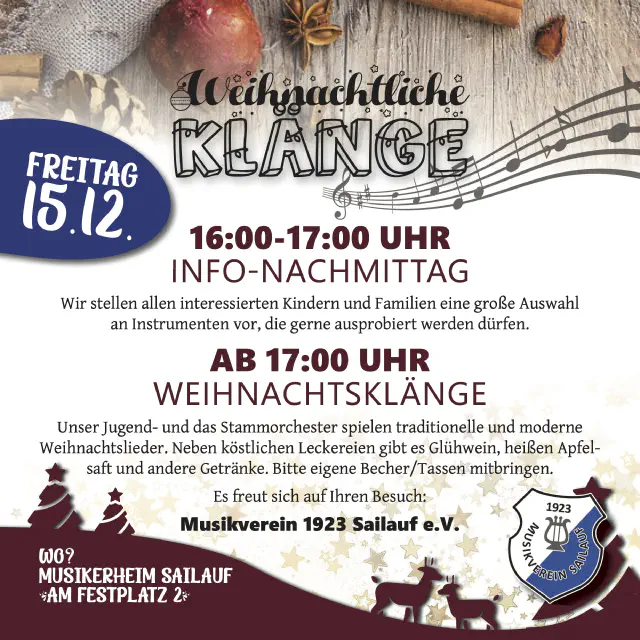 Weihnachtliche
KLÄNGE
FREITAG
15.12.
16:00-17:00 UHR
INFO-NACHMITTAG
Wir stellen allen interessierten Kindern und Familien eine große Auswahl
an Instrumenten vor, die gerne ausprobiert werden dürfen.
AB 17:00 UHR
WEIHNACHTSKLÄNGE
Unser Jugend- und das Stammorchester spielen traditionelle und moderne
Weihnachtslieder. Neben köstlichen Leckereien gibt es Glühwein, heißen Apfel-
saft und andere Getränke. Bitte eigene Becher/Tassen mitbringen.
Es freut sich auf Ihren Besuch:
Musikverein 1923 Sailauf e.V.
1923
MUSIKVEREIN SAILAUF
WO?
MUSIKERHEIM SAILAUF
AM FESTPLATZ 2